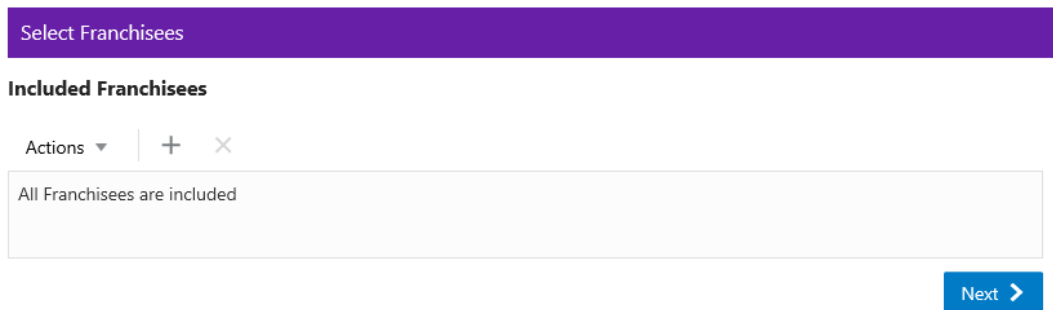 Select Franchisees
Included Franchisees
Actions
All Franchisees are included
Next